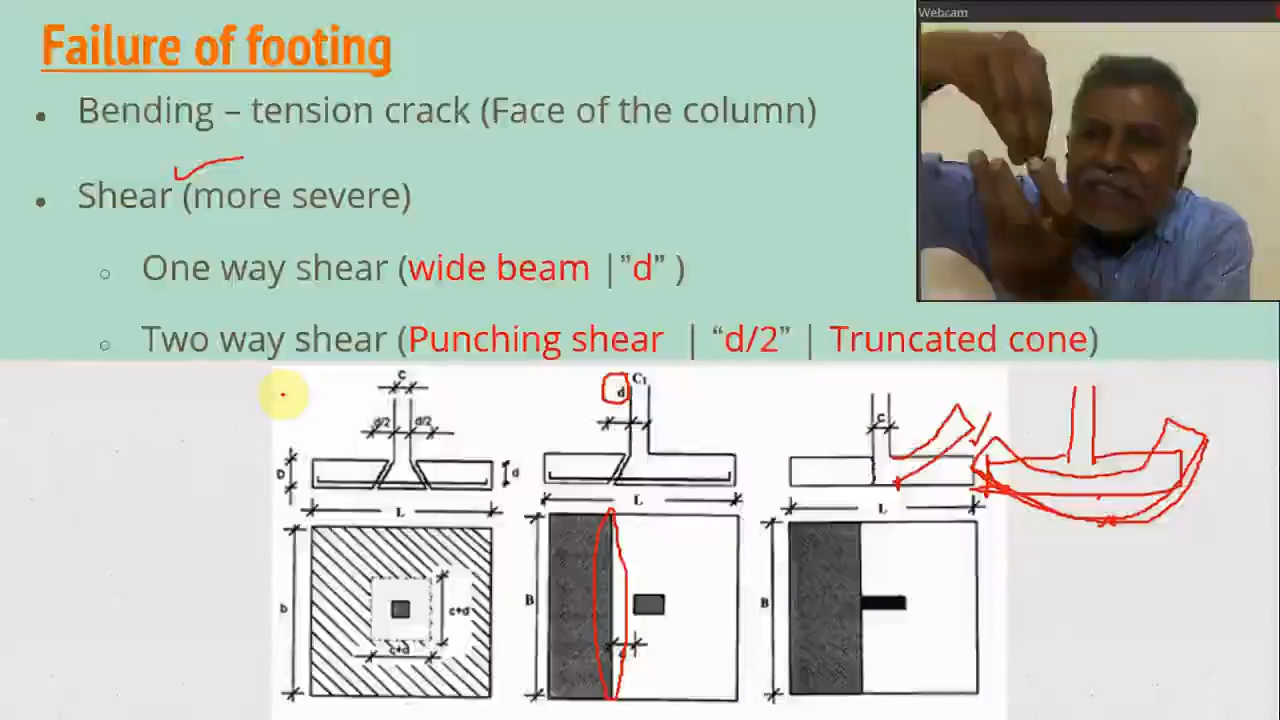 Webcam
Failure of footing
• Bending – tension crack (Face of the column)
• Shear (more severe)
○ One way shear (wide beam |”d” )
○ Two way shear (Punching shear | “d/2” | Truncated cone)
C
d/2 d/2
D
d
L
b
c+d
c+d
d C₁
L
B
d
C
L
B